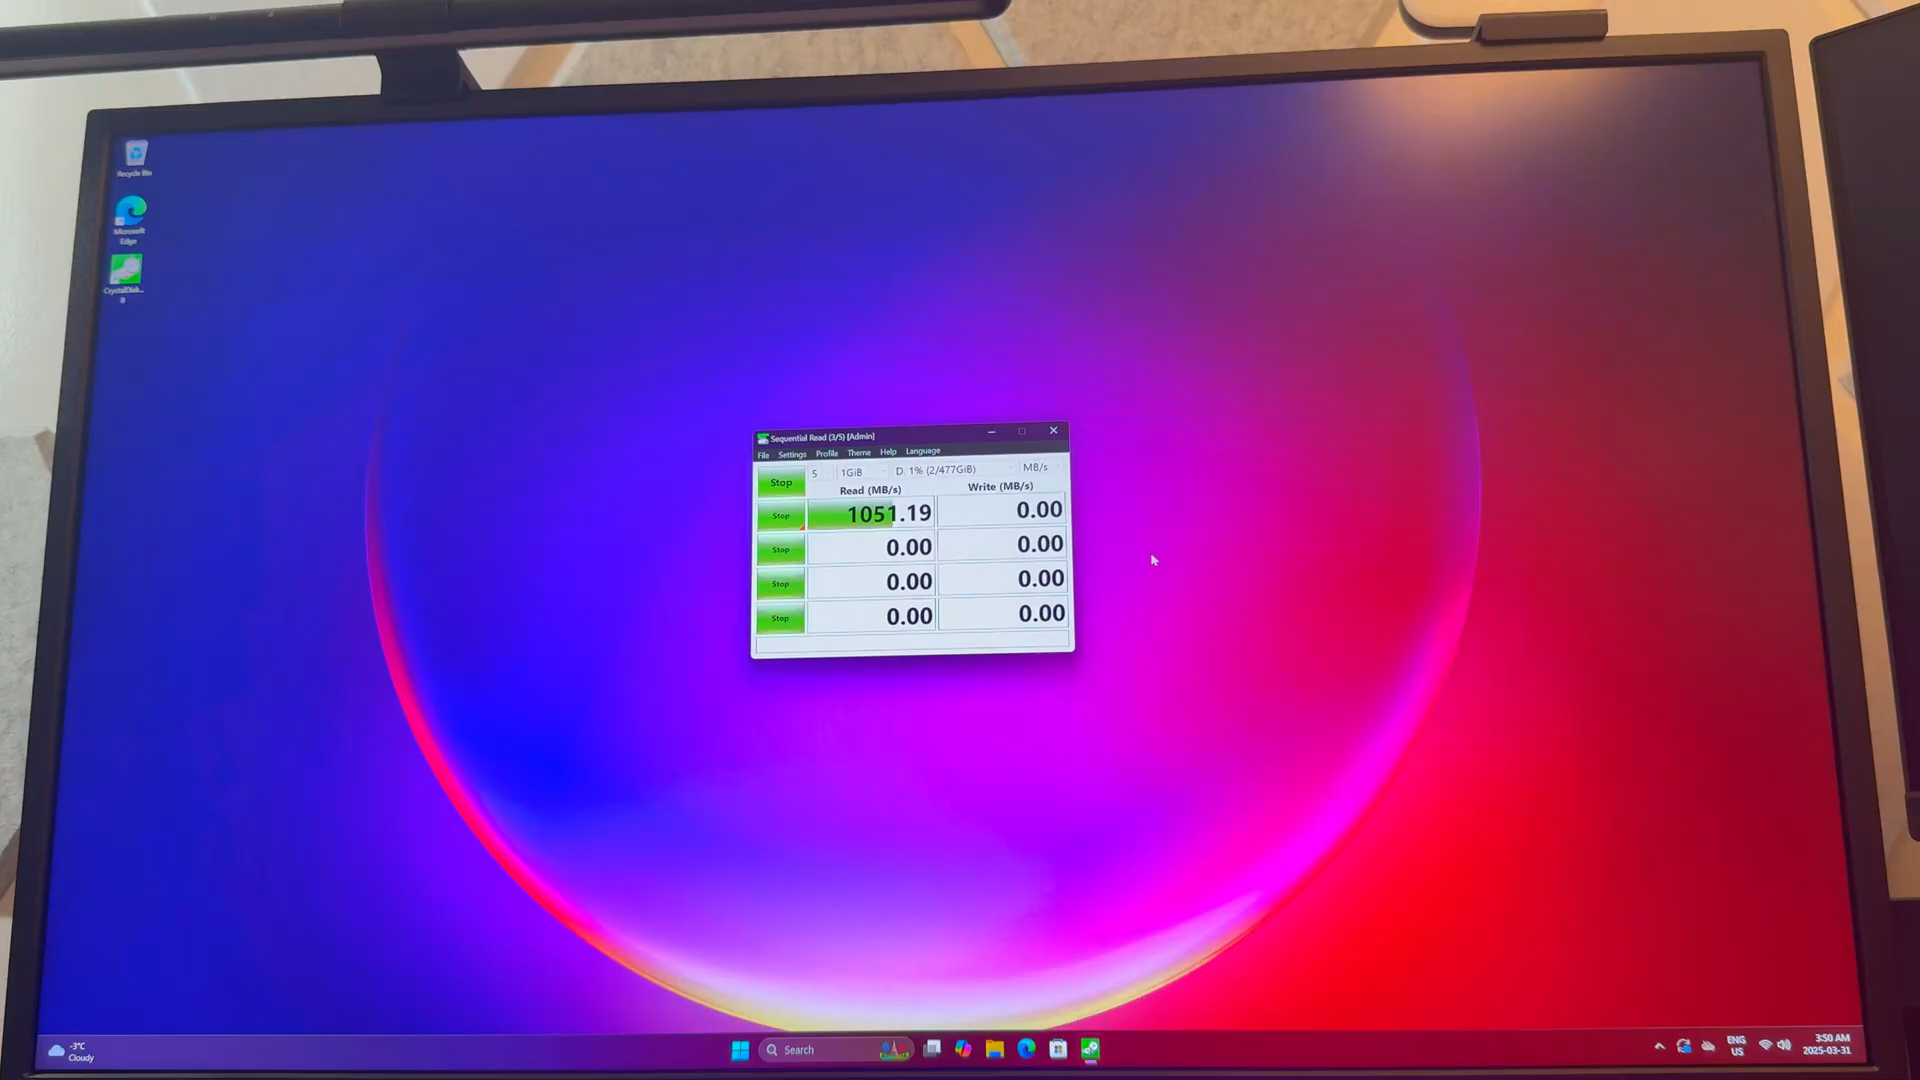 Recycle Bin
Microsoft
Edge
CrystalDisk...
8
Sequential Read (3/5) [Admin]
File Settings Profile Theme Help Language
Stop 5 1GiB D: 1% (2/477GiB) MB/s
Read (MB/s) Write (MB/s)
Stop 1051.19 0.00
Stop 0.00 0.00
Stop 0.00 0.00
Stop 0.00 0.00
-3°C
Cloudy
Search
ENG
US
3:50 AM
2025-03-31